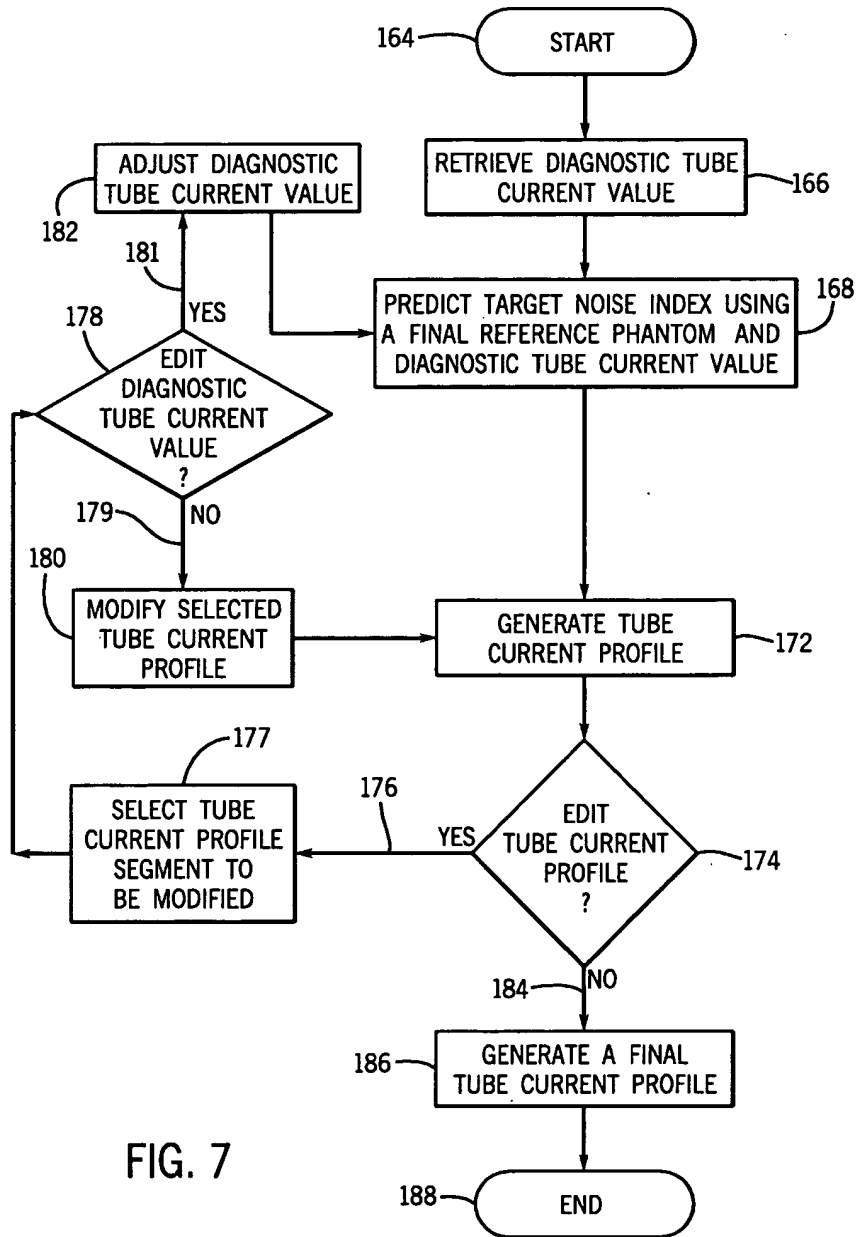 164
START
ADJUST DIAGNOSTIC
TUBE CURRENT VALUE
182
RETRIEVE DIAGNOSTIC TUBE
CURRENT VALUE
166
181
YES
178
PREDICT TARGET NOISE INDEX USING
A FINAL REFERENCE PHANTOM AND
DIAGNOSTIC TUBE CURRENT VALUE
168
EDIT
DIAGNOSTIC
TUBE CURRENT
VALUE
?
179
NO
180
MODIFY SELECTED
TUBE CURRENT
PROFILE
GENERATE TUBE
CURRENT PROFILE
172
177
SELECT TUBE
CURRENT PROFILE
SEGMENT TO
BE MODIFIED
176
YES
EDIT
TUBE CURRENT
PROFILE
?
174
184
NO
186
GENERATE A FINAL
TUBE CURRENT PROFILE
FIG. 7
188
END